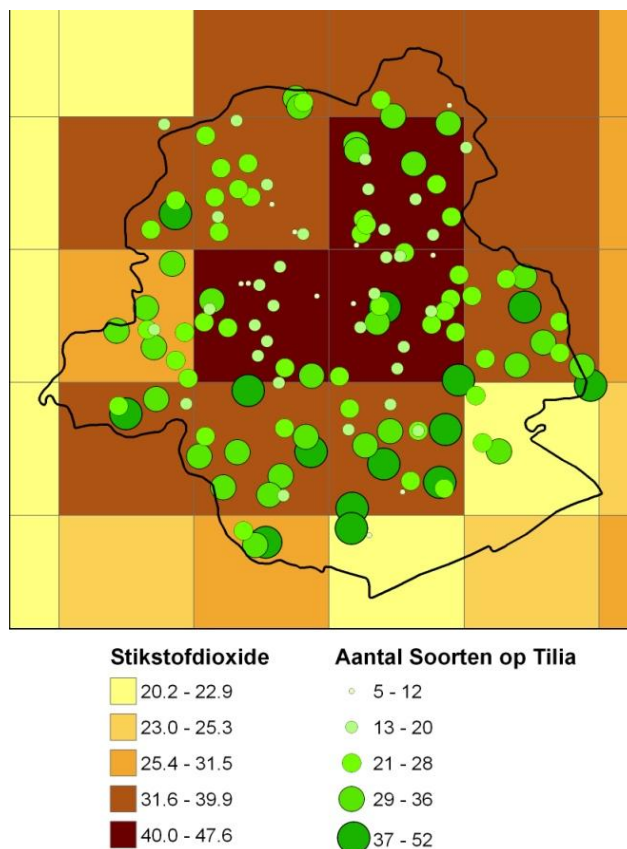 Stikstofdioxide
20.2 - 22.9
23.0 - 25.3
25.4 - 31.5
31.6 - 39.9
40.0 - 47.6
Aantal Soorten op Tilia
5 - 12
13 - 20
21 - 28
29 - 36
37 - 52